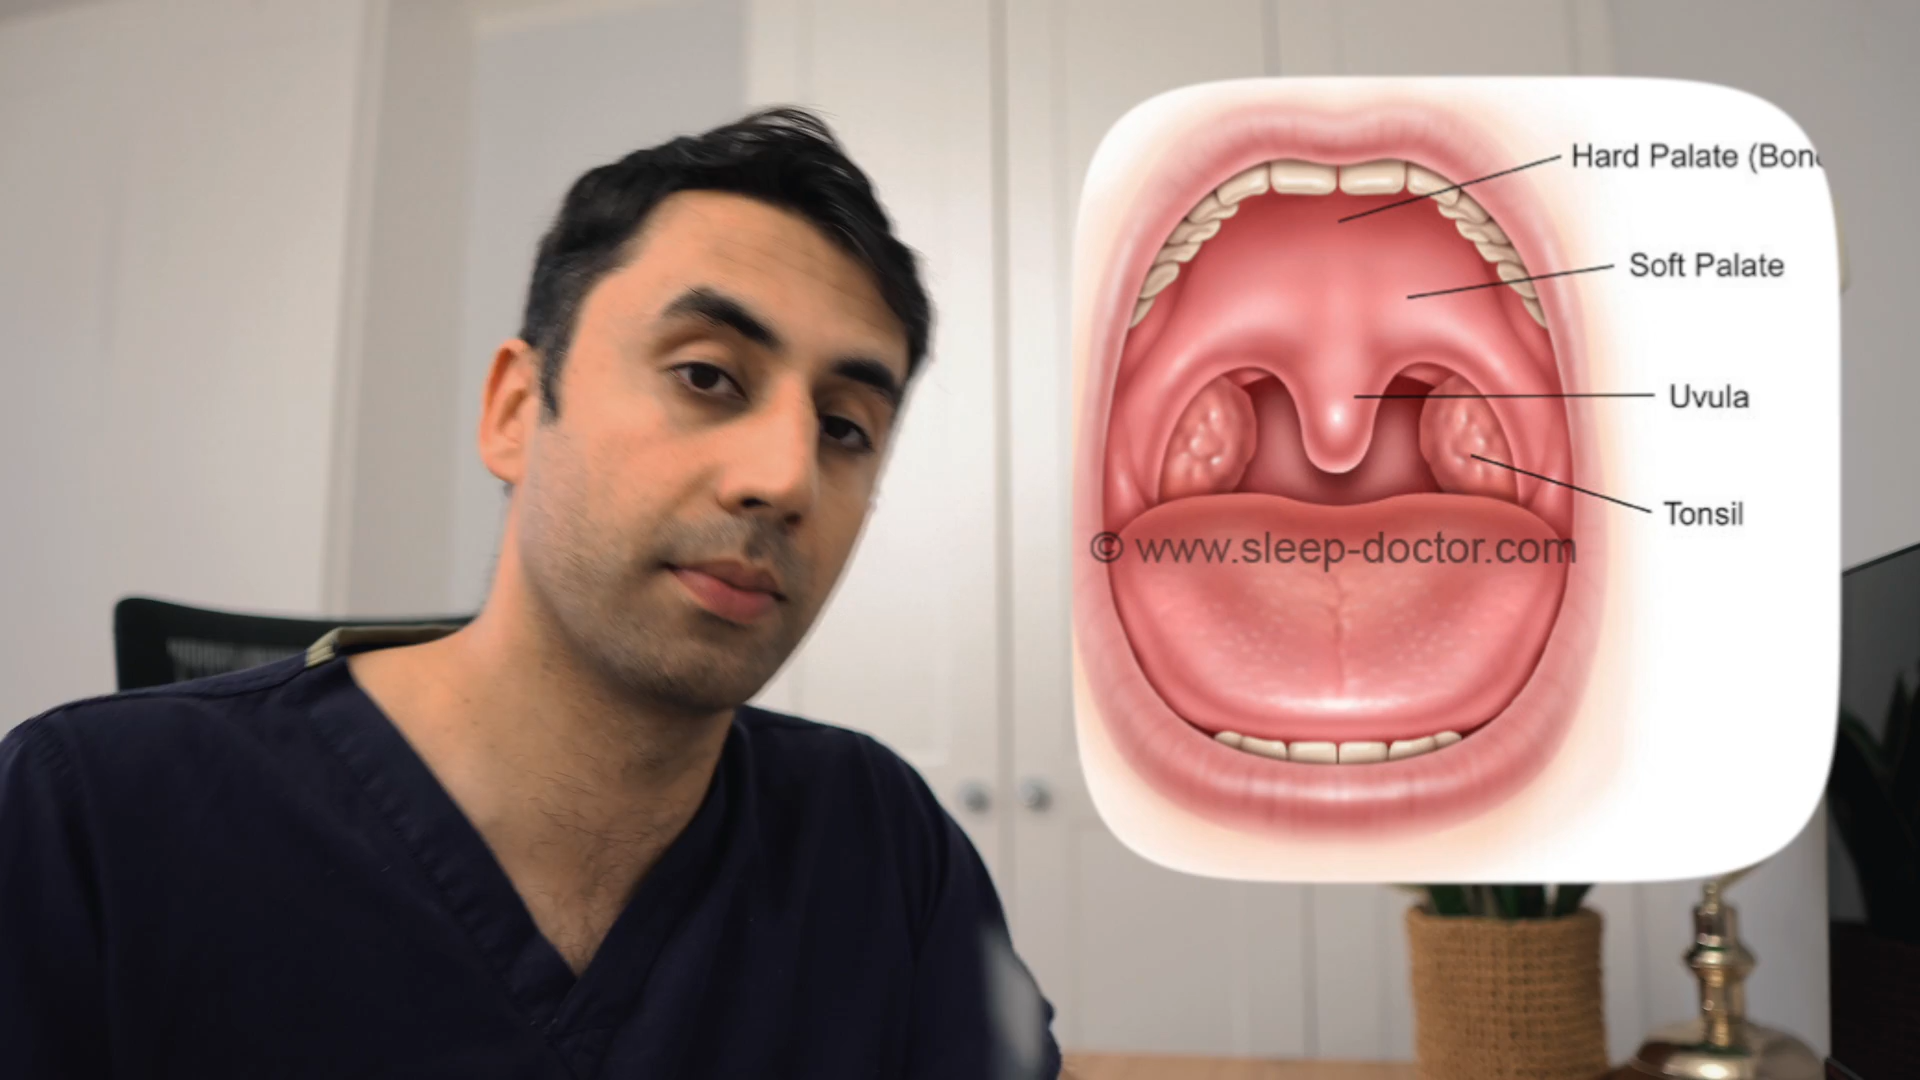 Hard Palate (Bon
Soft Palate
Uvula
Tonsil
© www.sleep-doctor.com